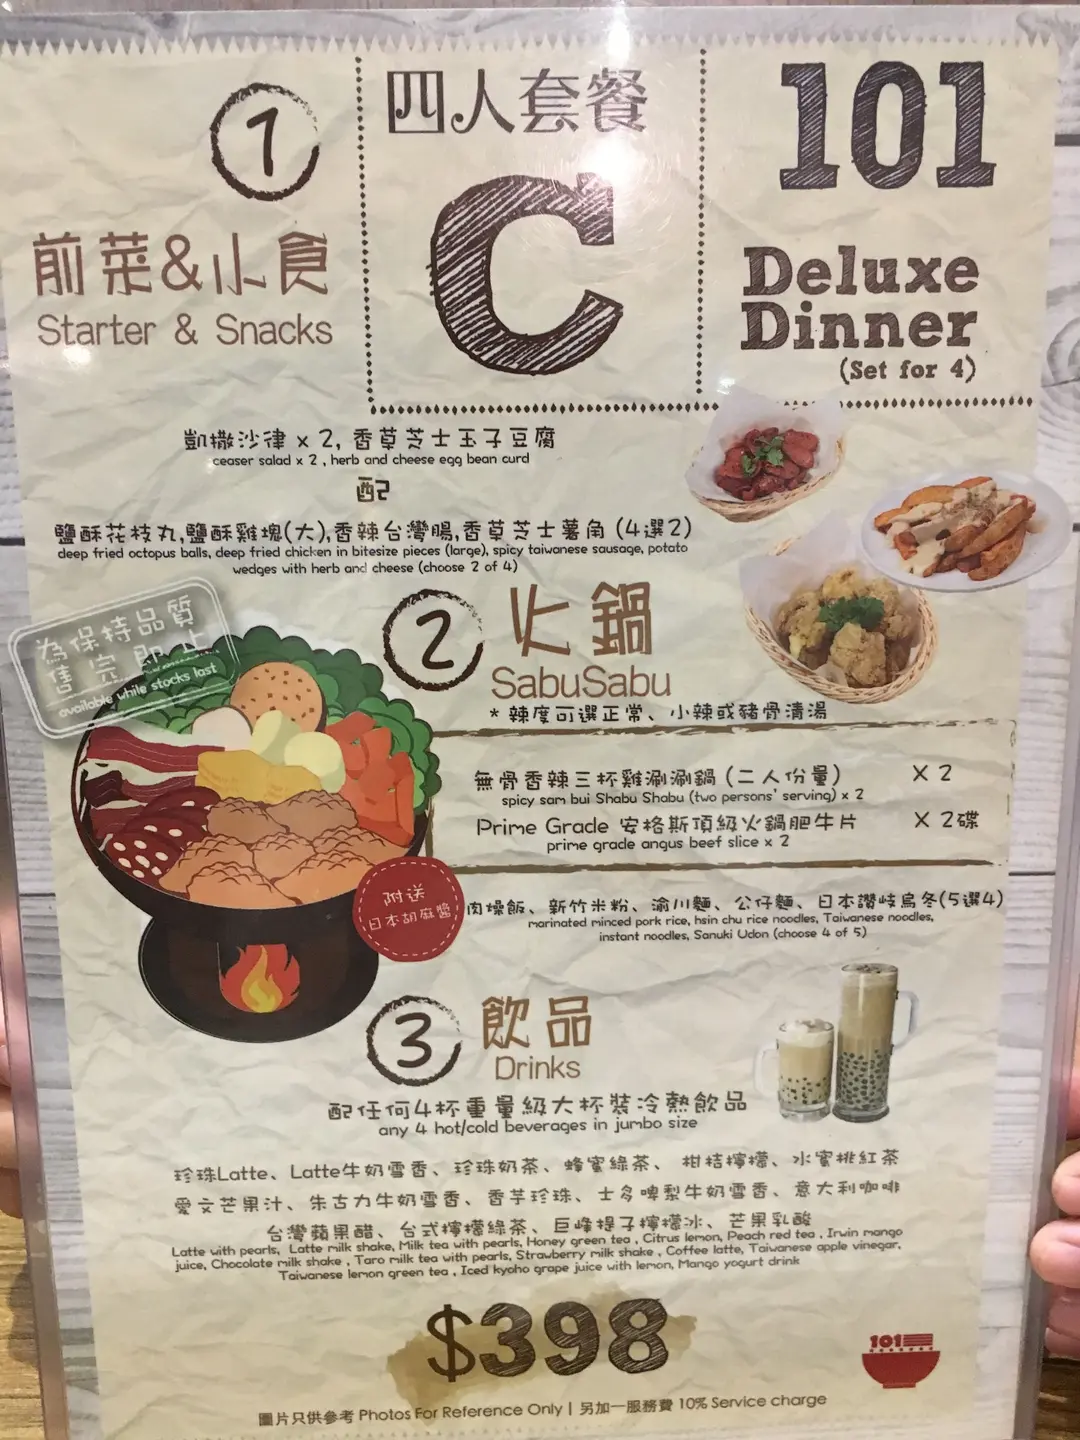 1
前菜&小食
Starter & Snacks
四人套餐
C
101
Deluxe
Dinner
(Set for 4)
凱撒沙律 x 2, 香草芝士玉子豆腐
ceaser salad x 2 , herb and cheese egg bean curd
配
鹽酥花枝丸,鹽酥雞塊(大),香辣台灣腸,香草芝士薯角 (4選2)
deep fried octopus balls, deep fried chicken in bitesize pieces (large), spicy taiwanese sausage, potato
wedges with herb and cheese (choose 2 of 4)
為保持品質
售完即止
available while stocks last
2
火鍋
SabuSabu
* 辣度可選正常、小辣或豬骨清湯
無骨香辣三杯雞涮涮鍋 (二人份量) X 2
spicy sam bui Shabu Shabu (two persons' serving) x 2
Prime Grade 安格斯頂級火鍋肥牛片 X 2碟
prime grade angus beef slice x 2
附送
日本胡麻醬
肉燥飯、新竹米粉、渝川麵、公仔麵、日本讚岐烏冬(5選4)
marinated minced pork rice, hsin chu rice noodles, Taiwanese noodles,
instant noodles, Sanuki Udon (choose 4 of 5)
3
飲品
Drinks
配任何4杯重量級大杯裝冷熱飲品
any 4 hot/cold beverages in jumbo size
珍珠Latte、Latte牛奶雪香、珍珠奶茶、蜂蜜綠茶、柑桔檸檬、水蜜桃紅茶
愛文芒果汁、朱古力牛奶雪香、香芋珍珠、士多啤梨牛奶雪香、意大利咖啡
台灣蘋果醋、台式檸檬綠茶、巨峰提子檸檬冰、芒果乳酸
Latte with pearls, Latte milk shake, Milk tea with pearls, Honey green tea , Citrus lemon, Peach red tea , Irwin mango
juice, Chocolate milk shake , Taro milk tea with pearls, Strawberry milk shake , Coffee latte, Taiwanese apple vinegar,
Taiwanese lemon green tea , Iced kyoho grape juice with lemon, Mango yogurt drink
$398
101
圖片只供參考 Photos For Reference Only | 另加一服務費 10% Service charge